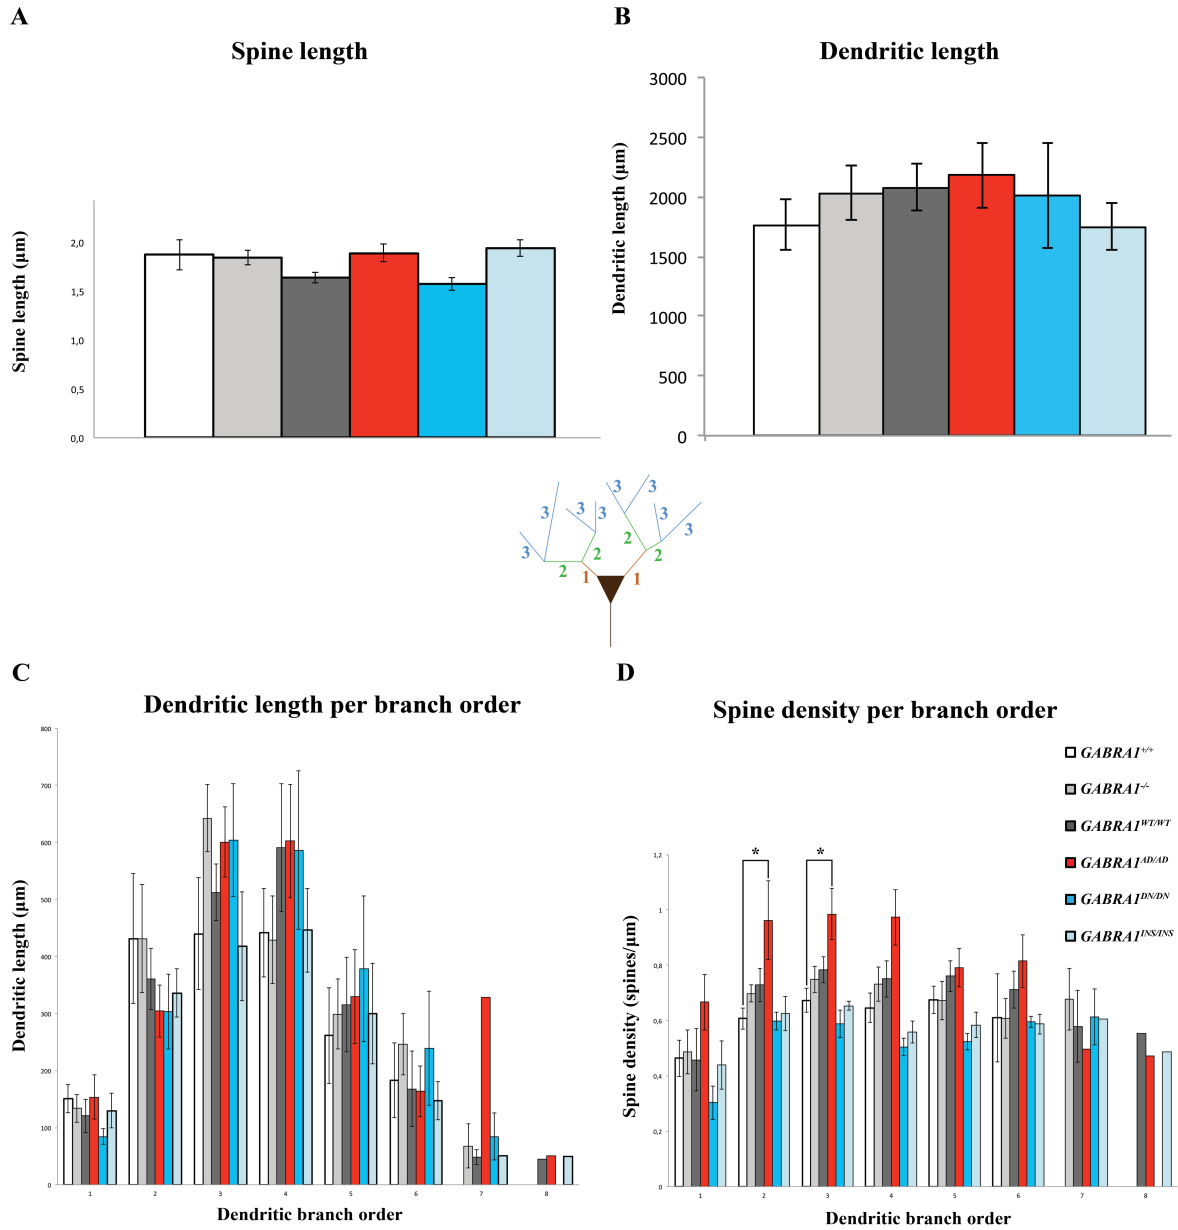 A
Spine length
Spine length (µm)
2,0
1,5
1,0
0,5
0,0
B
Dendritic length
Dendritic length (µm)
3000
2500
2000
1500
1000
500
0
3 3 3
3 3 3 3
3 2 2 2 2
1 1
C
Dendritic length per branch order
Dendritic length (µm)
800
700
600
500
400
300
200
100
0
1 2 3 4 5 6 7 8
Dendritic branch order
D
Spine density per branch order
Spine density (spines/µm)
1,2
1
0,8
0,6
0,4
0,2
0
* *
1 2 3 4 5 6 7 8
Dendritic branch order
GABRA1+/+
GABRA1-/-
GABRA1WT/WT
GABRA1AD/AD
GABRA1DN/DN
GABRA1INS/INS